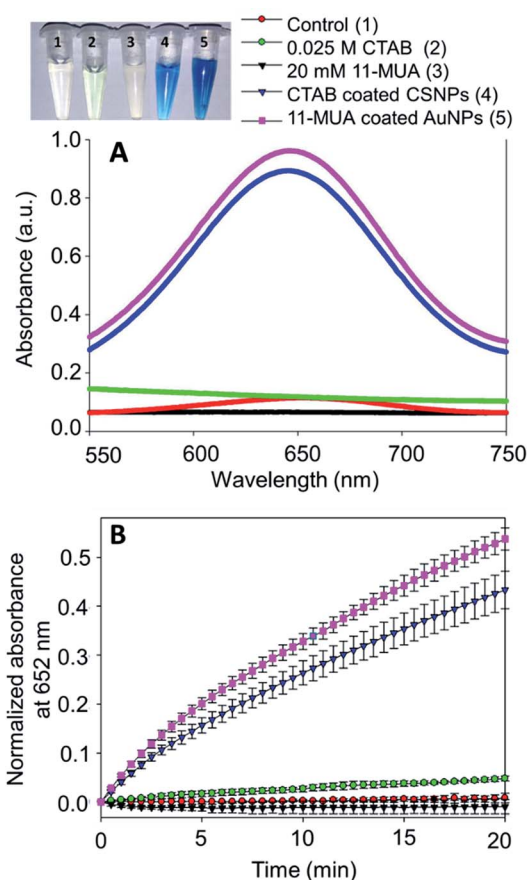 1 2 3 4 5
Control (1)
0.025 M CTAB (2)
20 mM 11-MUA (3)
CTAB coated CSNPs (4)
11-MUA coated AuNPs (5)
A
1.0
0.8
0.6
0.4
0.2
0.0
Absorbance (a.u.)
550 600 650 700 750
Wavelength (nm)
B
0.5
0.4
0.3
0.2
0.1
0.0
Normalized absorbance
at 652 nm
0 5 10 15 20
Time (min)